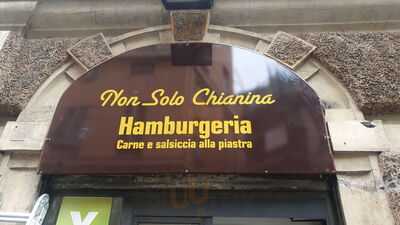 Non Solo Chianina
Hamburgeria
Carne e salsiccia alla piastra